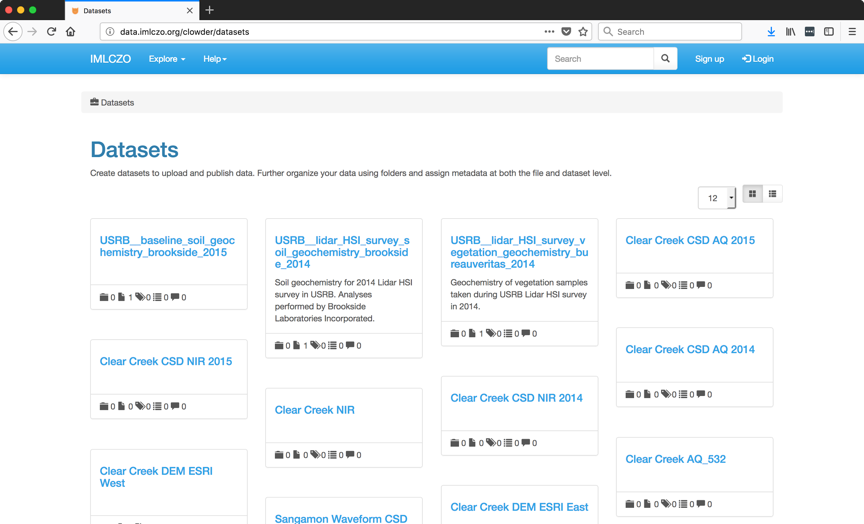 Datasets
data.imlczo.org/clowder/datasets
Search
IMLCZO
Explore
Help
Search
Sign up
Login
Datasets
Datasets
Create datasets to upload and publish data. Further organize your data using folders and assign metadata at both the file and dataset level.
12
USRB__baseline_soil_geoc
hemistry_brookside_2015
0 1 0 0 0
USRB__lidar_HSI_survey_s
oil_geochemistry_brooksid
e_2014
Soil geochemistry for 2014 Lidar HSI
survey in USRB. Analyses
performed by Brookside
Laboratories Incorporated.
0 1 0 0 0
USRB__lidar_HSI_survey_v
egetation_geochemistry_bu
reauveritas_2014
Geochemistry of vegetation samples
taken during USRB Lidar HSI survey
in 2014.
0 1 0 0 0
Clear Creek CSD AQ 2015
0 0 0 0 0
Clear Creek CSD NIR 2015
0 0 0 0 0
Clear Creek NIR
0 0 0 0 0
Clear Creek CSD NIR 2014
0 0 0 0 0
Clear Creek CSD AQ 2014
0 0 0 0 0
Clear Creek DEM ESRI
West
Sangamon Waveform CSD
Clear Creek DEM ESRI East
Clear Creek AQ_532
0 0 0 0 0